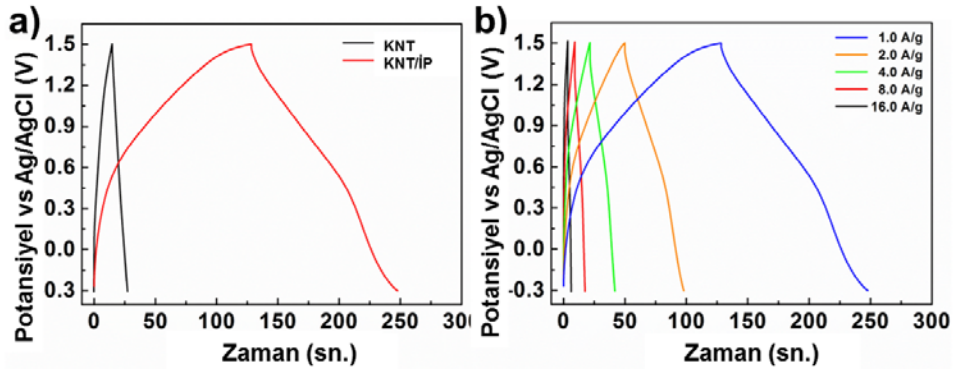 a)
Potansiyel vs Ag/AgCl (V)
1.5
1.2
0.9
0.6
0.3
0.0
0.3
KNT
KNT/İP
0 50 100 150 200 250 300
Zaman (sn.)
b)
Potansiyel vs Ag/AgCl (V)
1.5
1.2
0.9
0.6
0.3
0.0
-0.3
1.0 A/g
2.0 A/g
4.0 A/g
8.0 A/g
16.0 A/g
0 50 100 150 200 250 300
Zaman (sn.)